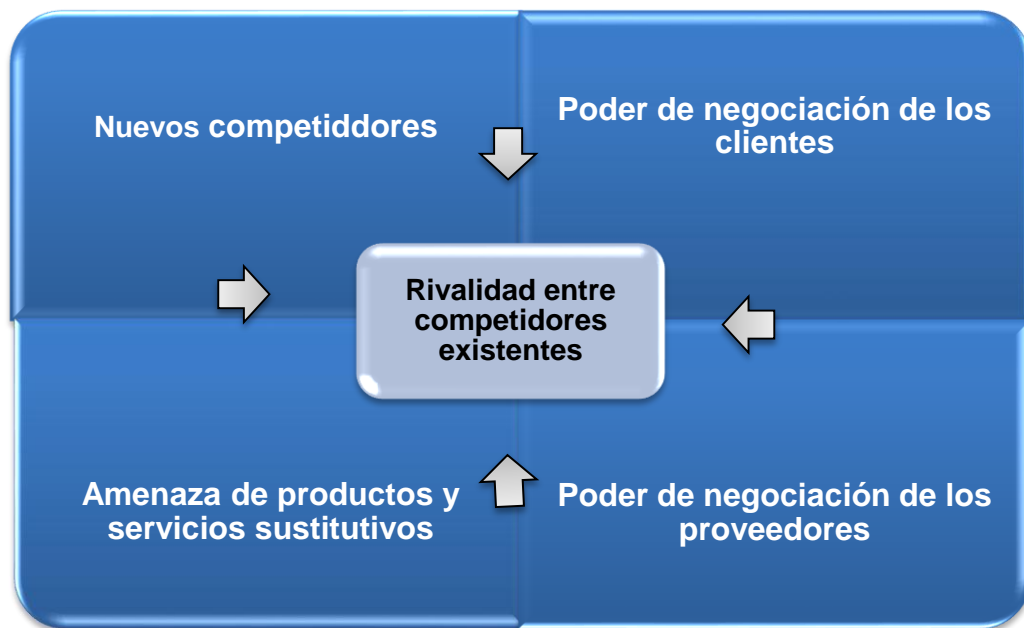 Nuevos competiddores
Poder de negociación de los
clientes
Rivalidad entre
competidores
existentes
Amenaza de productos y
servicios sustitutivos
Poder de negociación de los
proveedores